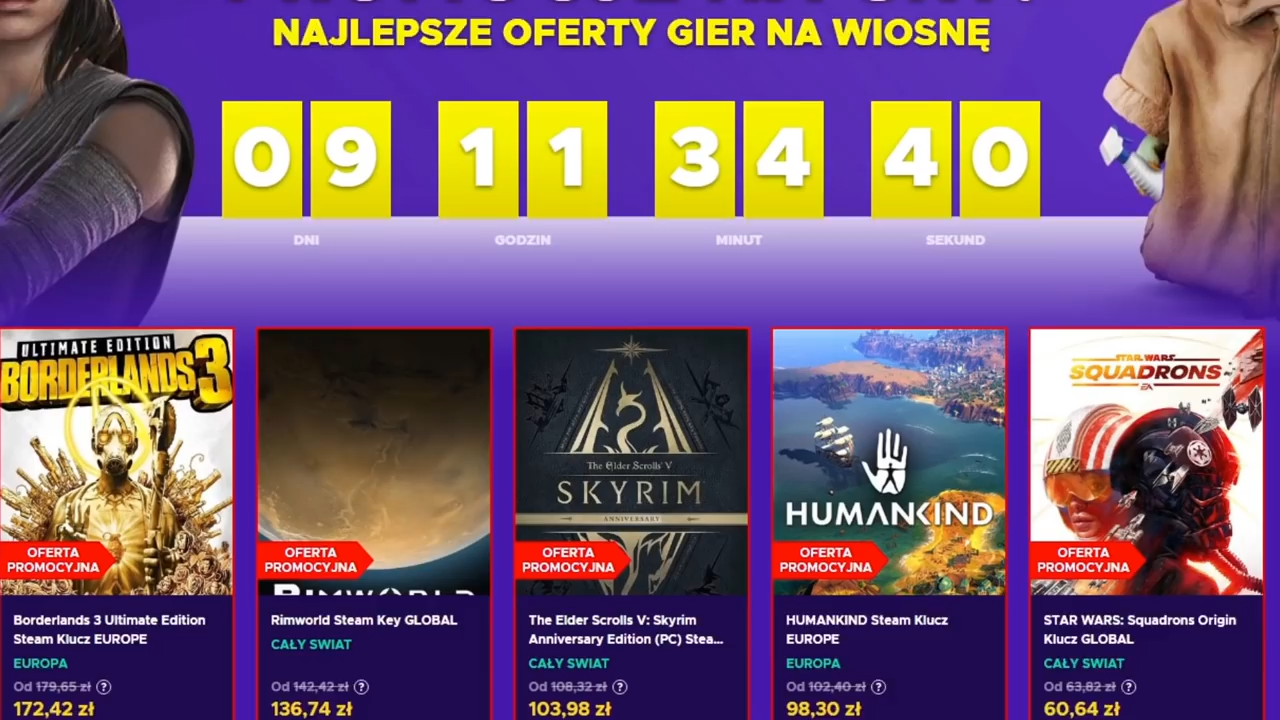 NAJLEPSZE OFERTY GIER NA WIOSNĘ
09 11 34 40
DNI GODZIN MINUT SEKUND
ULTIMATE EDITION
BORDERLANDS 3
OFERTA
PROMOCYJNA
Borderlands 3 Ultimate Edition
Steam Klucz EUROPE
EUROPA
Od 179,65 zł ?
172,42 zł
RIMWORLD
OFERTA
PROMOCYJNA
Rimworld Steam Key GLOBAL
CAŁY SWIAT
Od 142,42 zł ?
136,74 zł
The Elder Scrolls V
SKYRIM
ANNIVERSARY
OFERTA
PROMOCYJNA
The Elder Scrolls V: Skyrim
Anniversary Edition (PC) Stea...
CAŁY SWIAT
Od 108,32 zł ?
103,98 zł
HUMANKIND
OFERTA
PROMOCYJNA
HUMANKIND Steam Klucz
EUROPE
EUROPA
Od 102,40 zł ?
98,30 zł
STAR WARS
SQUADRONS
EA
OFERTA
PROMOCYJNA
STAR WARS: Squadrons Origin
Klucz GLOBAL
CAŁY SWIAT
Od 63,82 zł ?
60,64 zł